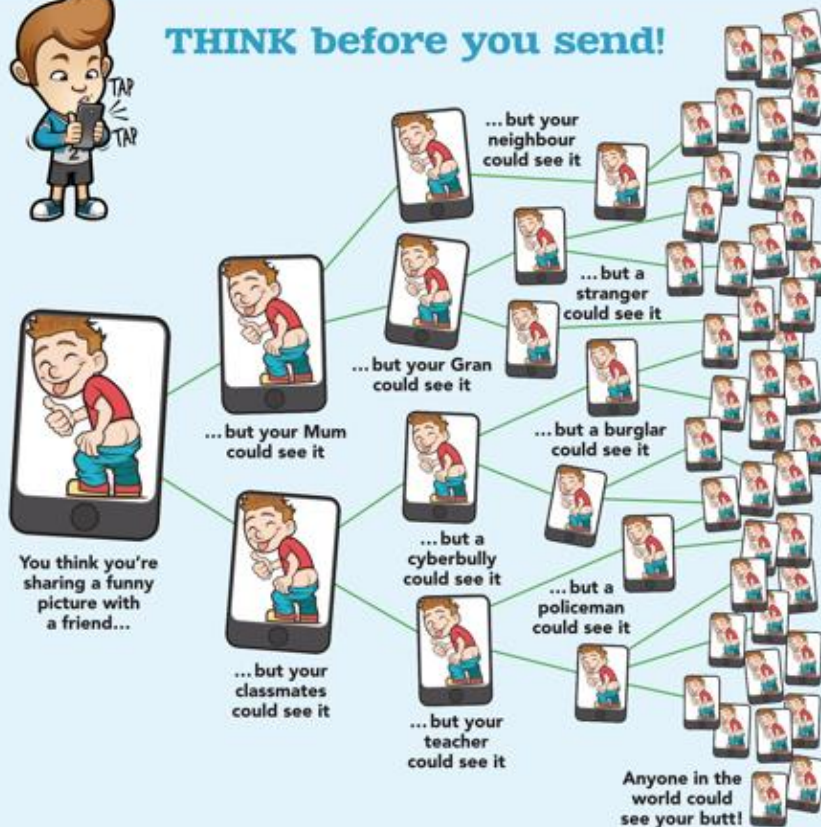 THINK before you send!
TAP
TAP
2
...but your
neighbour
could see it
...but a
stranger
could see it
...but your Gran
could see it
...but your Mum
could see it
...but a burglar
could see it
...but a
cyberbully
could see it
You think you're
sharing a funny
picture with
a friend...
...but a
policeman
could see it
...but your
classmates
could see it
...but your
teacher
could see it
Anyone in the
world could
see your butt!